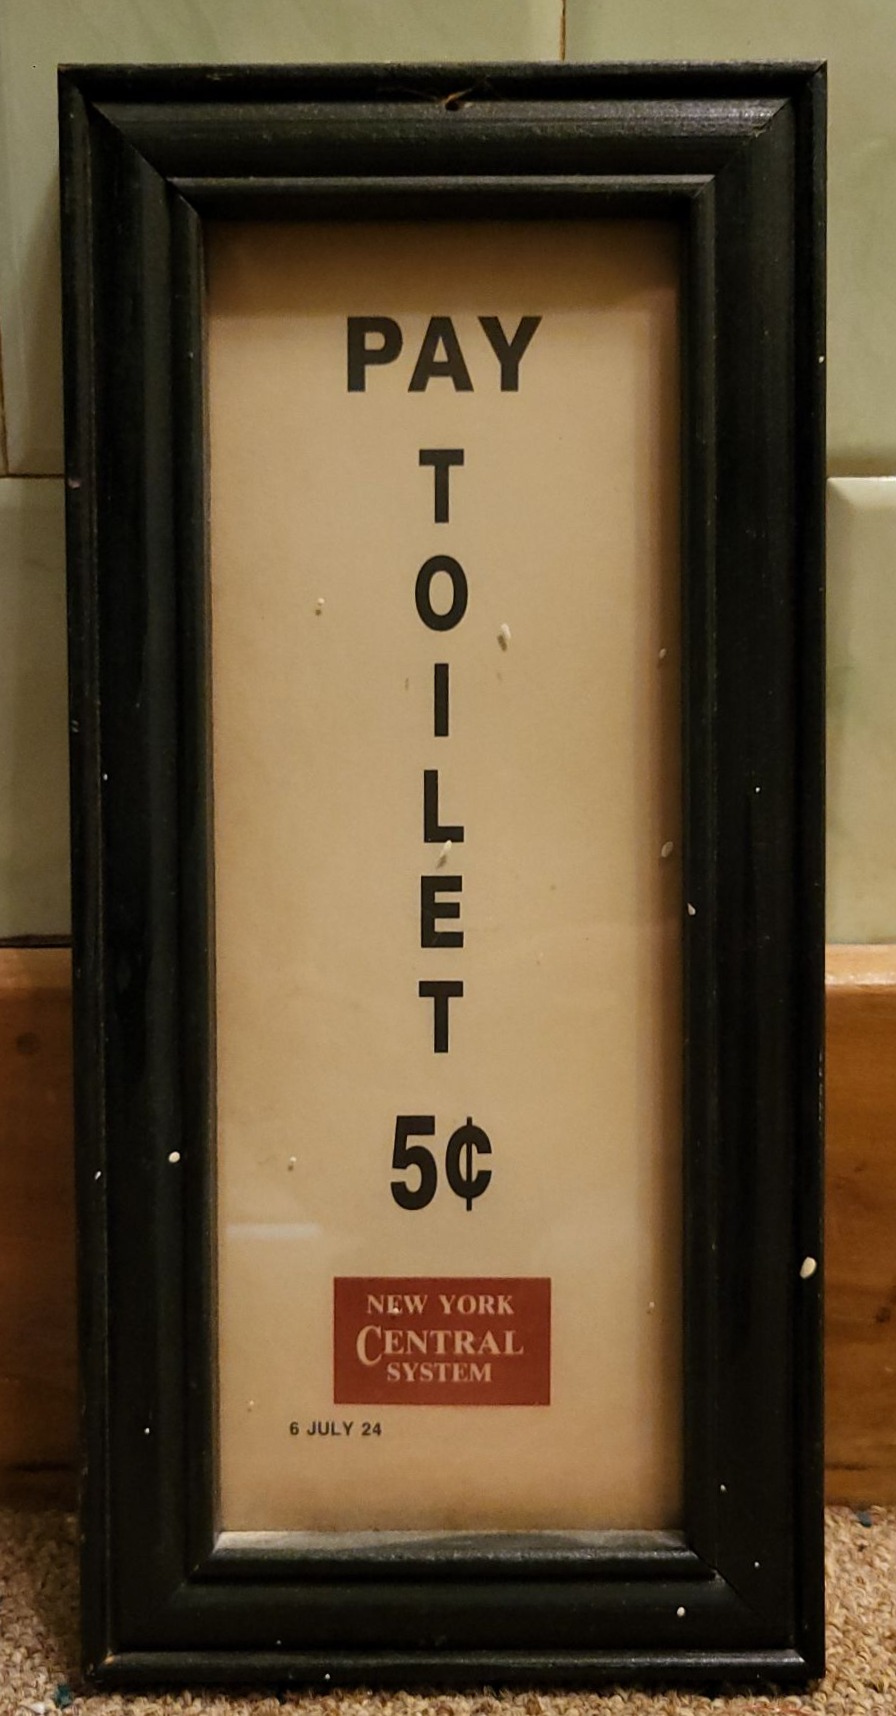 PAY
T
O
I
L
E
T
5¢
NEW YORK
CENTRAL
SYSTEM
6 JULY 24